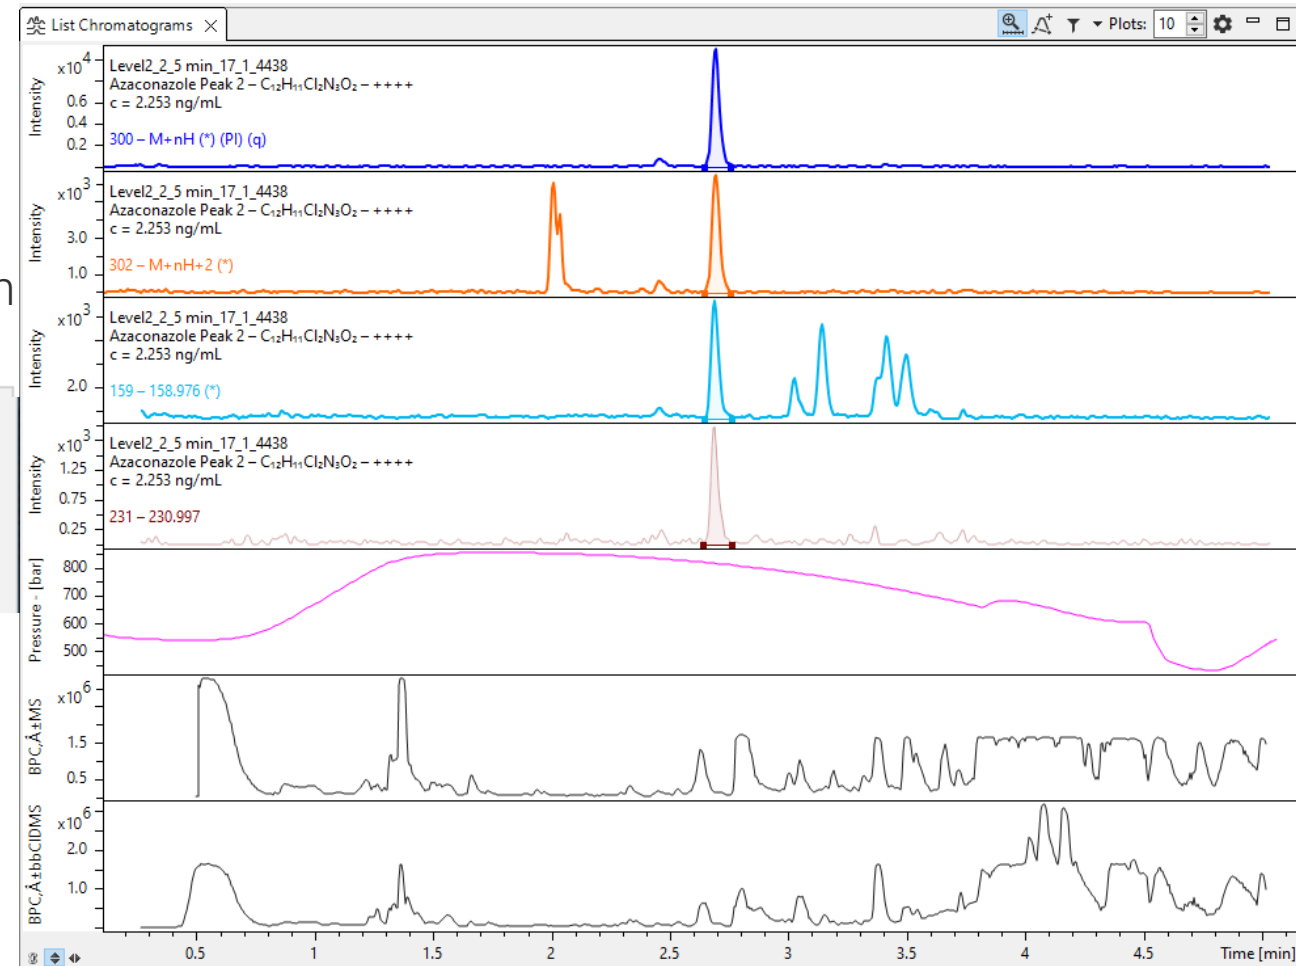 List Chromatograms
Plots: 10
n
Intensity
x10⁴
0.6
0.4
0.2
Level2_2_5 min_17_1_4438
Azaconazole Peak 2 – C₁₂H₁₁Cl₂N₃O₂ – ++++
c = 2.253 ng/mL
300 – M+nH (*) (PI) (q)
Intensity
x10³
3.0
1.0
Level2_2_5 min_17_1_4438
Azaconazole Peak 2 – C₁₂H₁₁Cl₂N₃O₂ – ++++
c = 2.253 ng/mL
302 – M+nH+2 (*)
Intensity
x10³
2.0
Level2_2_5 min_17_1_4438
Azaconazole Peak 2 – C₁₂H₁₁Cl₂N₃O₂ – ++++
c = 2.253 ng/mL
159 – 158.976 (*)
Intensity
x10³
1.25
0.75
0.25
Level2_2_5 min_17_1_4438
Azaconazole Peak 2 – C₁₂H₁₁Cl₂N₃O₂ – ++++
c = 2.253 ng/mL
231 – 230.997
Pressure - [bar]
800
700
600
500
BPC,Å±MS
x10⁶
1.5
0.5
BPC,Å±bbCIDMS
x10⁶
2.0
1.0
0.5 1 1.5 2 2.5 3 3.5 4 4.5 Time [min]